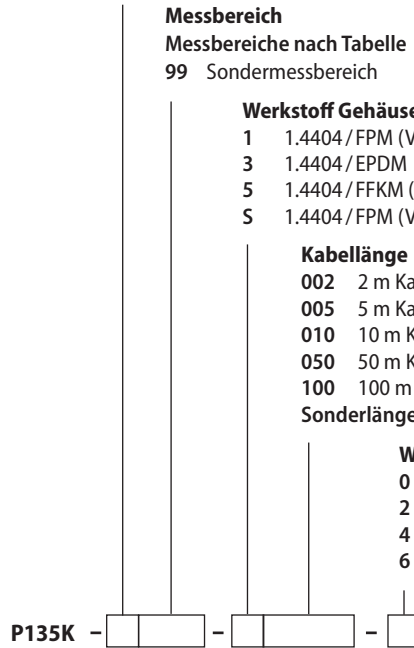 Messbereich
Messbereiche nach Tabelle
99 Sondermessbereich
Werkstoff
1 1.4404 / FPM
3 1.4404 / EPDM
5 1.4404 / FFKM
S 1.4404 / FPM
Kabellänge
002 2 m
005 5 m
010 10 m
050 50 m
100 100 m
0
2
4
6
P135K – – –